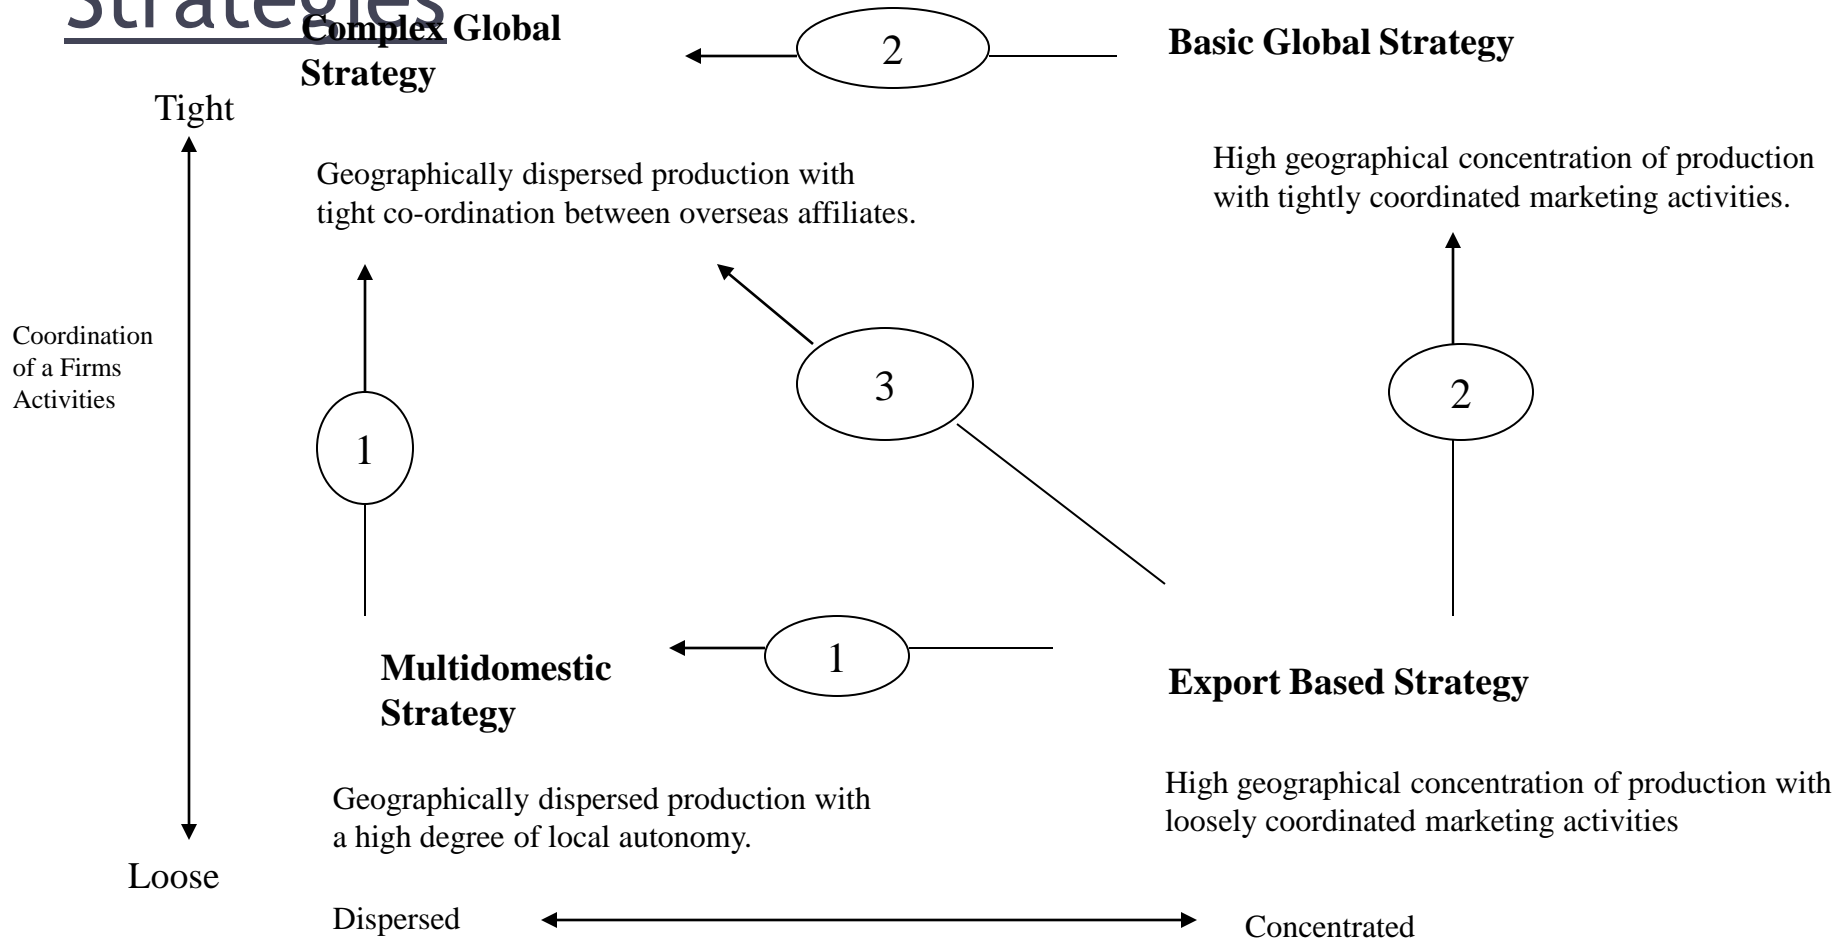 Strategies
Complex Global
Strategy
2
Basic Global Strategy
Tight
Geographically dispersed production with
tight co-ordination between overseas affiliates.
High geographical concentration of production
with tightly coordinated marketing activities.
Coordination
of a Firms
Activities
3
2
1
Multidomestic
Strategy
1
Export Based Strategy
Geographically dispersed production with
a high degree of local autonomy.
High geographical concentration of production with
loosely coordinated marketing activities
Loose
Dispersed
Concentrated